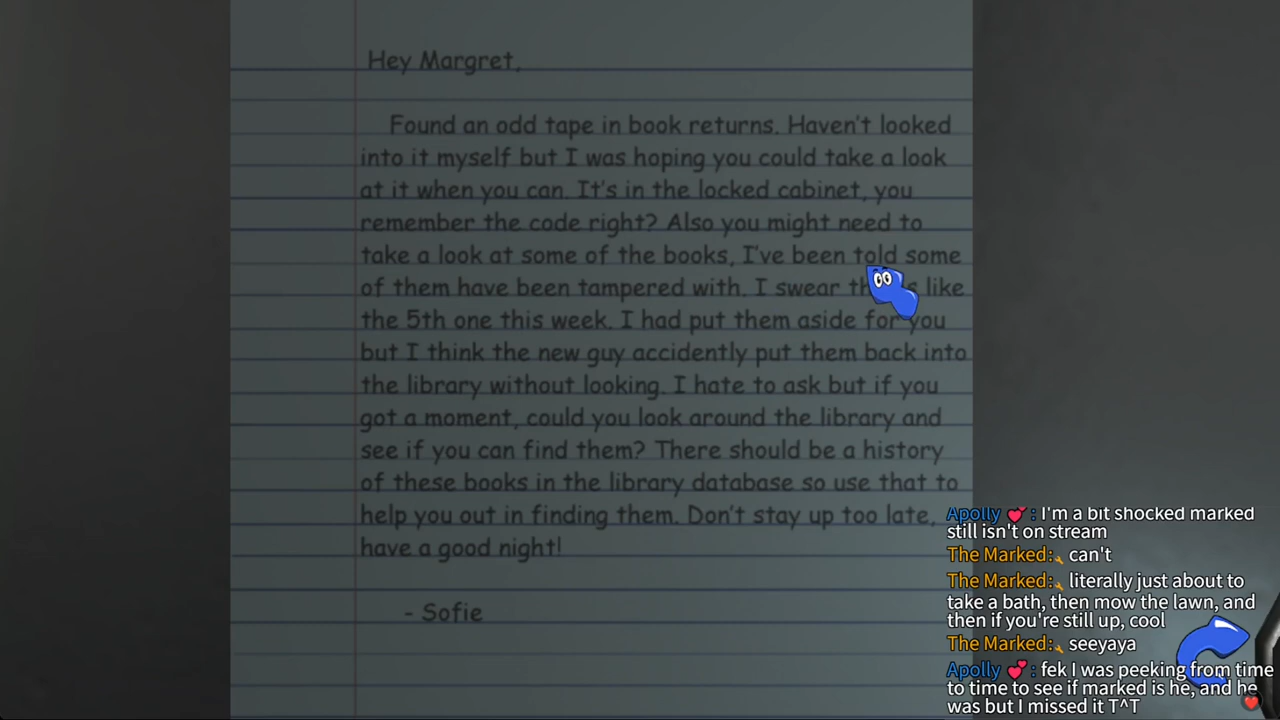 Hey Margret,
Found an odd tape in book returns. Haven't looked
into it myself but I was hoping you could take a look
at it when you can. It's in the locked cabinet, you
remember the code right? Also you might need to
take a look at some of the books, I've been told some
of them have been tampered with. I swear like
the 5th one this week. I had put them aside for you
but I think the new guy accidently put them back into
the library without looking. I hate to ask but if you
got a moment, could you look around the library and
see if you can find them? There should be a history
of these books in the library database so use that to
help you out in finding them. Don't stay up too late,
have a good night!
- Sofie
Apolly 💕: I'm a bit shocked marked
still isn't on stream
The Marked: can't
The Marked: literally just about to
take a bath, then mow the lawn, and
then if you're still up, cool
The Marked: seeyaya
Apolly 💕: fek I was peeking from time
to time to see if marked is he, and he
was but I missed it T^T